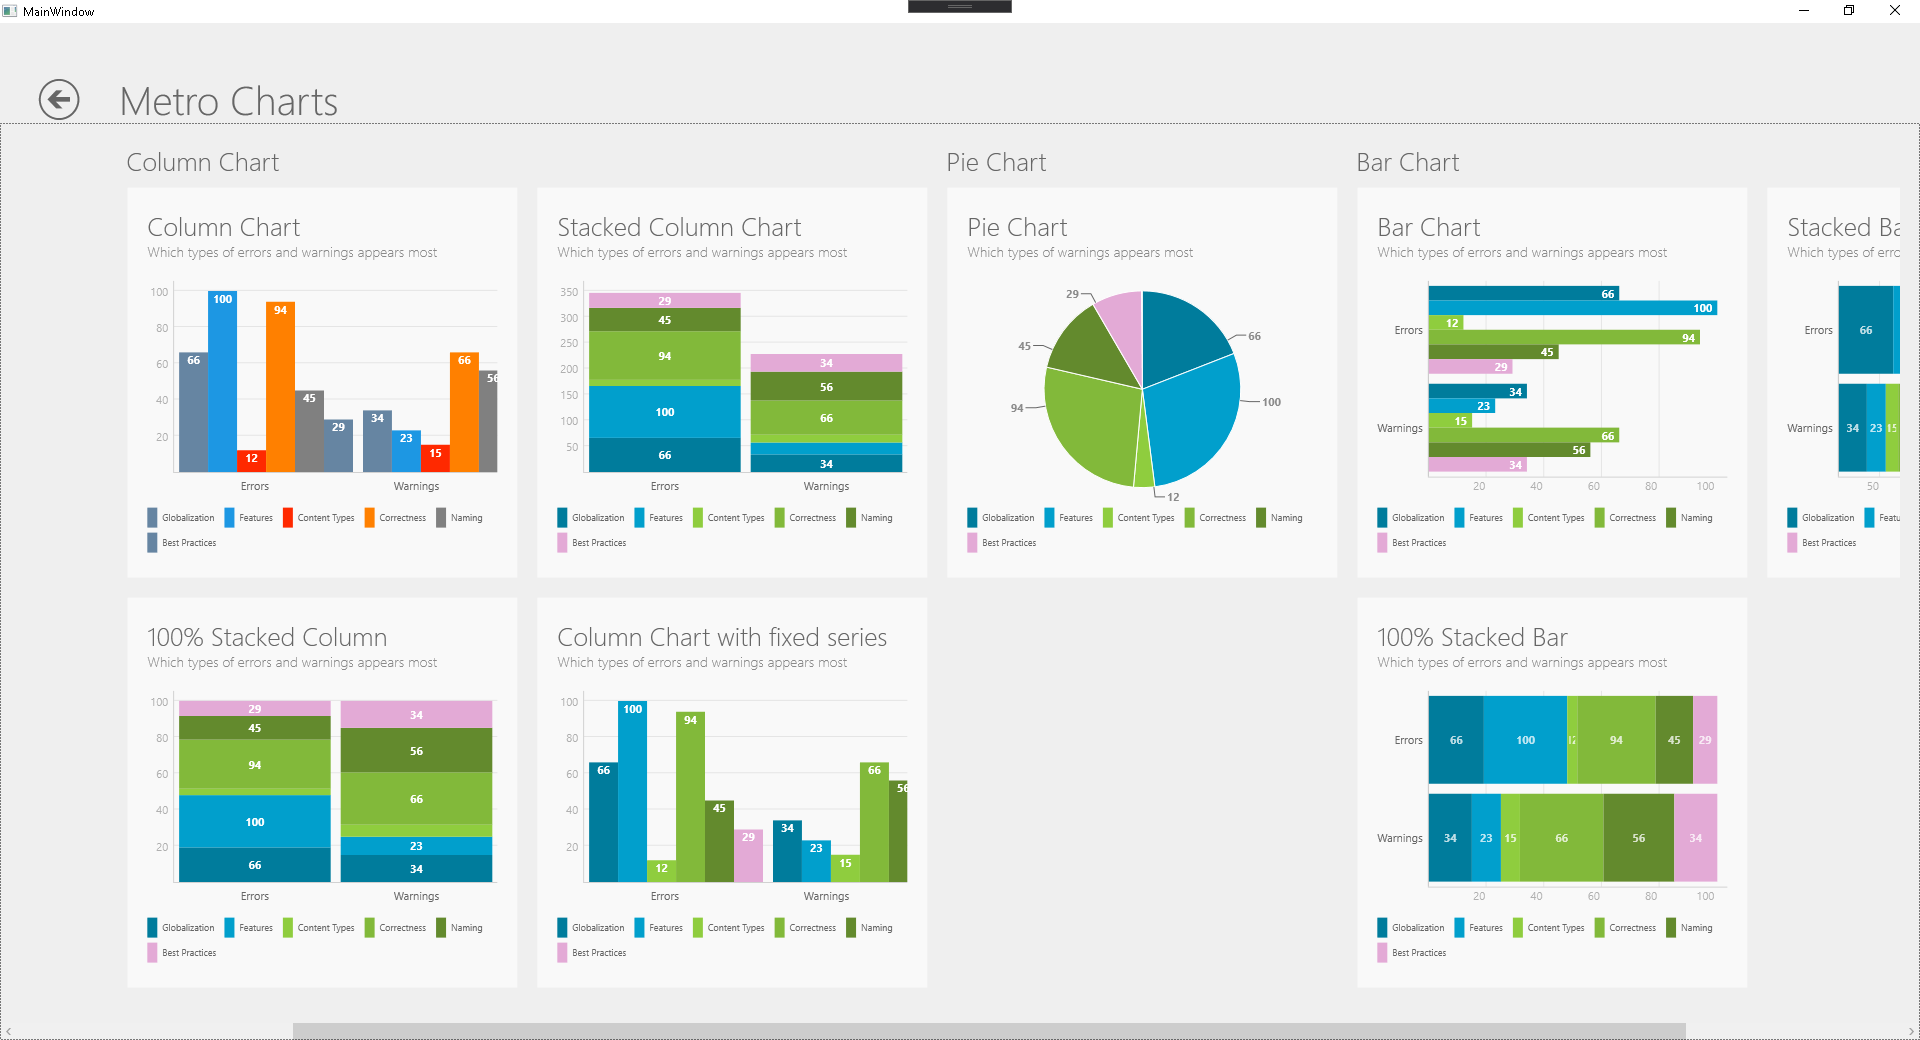 MainWindow
Metro Charts
Column Chart
Pie Chart
Bar Chart
Column Chart
Which types of errors and warnings appears most
100
80
60
40
20
66
100
12
94
45
29
34
23
15
66
56
Errors
Warnings
Globalization Features Content Types Correctness Naming
Best Practices
Stacked Column Chart
Which types of errors and warnings appears most
350
300
250
200
150
100
50
29
45
94
100
66
34
56
66
34
Errors
Warnings
Globalization Features Content Types Correctness Naming
Best Practices
Pie Chart
Which types of warnings appears most
29
66
45
100
94
12
Globalization Features Content Types Correctness Naming
Best Practices
Bar Chart
Which types of errors and warnings appears most
Errors
66
100
12
94
45
29
Warnings
34
23
15
66
56
34
20 40 60 80 100
Globalization Features Content Types Correctness Naming
Best Practices
Stacked Ba
Which types of erro
Errors 66
Warnings 34 23 15
50
Globalization Featu
Best Practices
100% Stacked Column
Which types of errors and warnings appears most
100
80
60
40
20
29
45
94
100
66
34
56
66
23
34
Errors
Warnings
Globalization Features Content Types Correctness Naming
Best Practices
Column Chart with fixed series
Which types of errors and warnings appears most
100
80
60
40
20
66
100
12
94
45
29
34
23
15
66
56
Errors
Warnings
Globalization Features Content Types Correctness Naming
Best Practices
100% Stacked Bar
Which types of errors and warnings appears most
Errors 66 100 12 94 45 29
Warnings 34 23 15 66 56 34
20 40 60 80 100
Globalization Features Content Types Correctness Naming
Best Practices